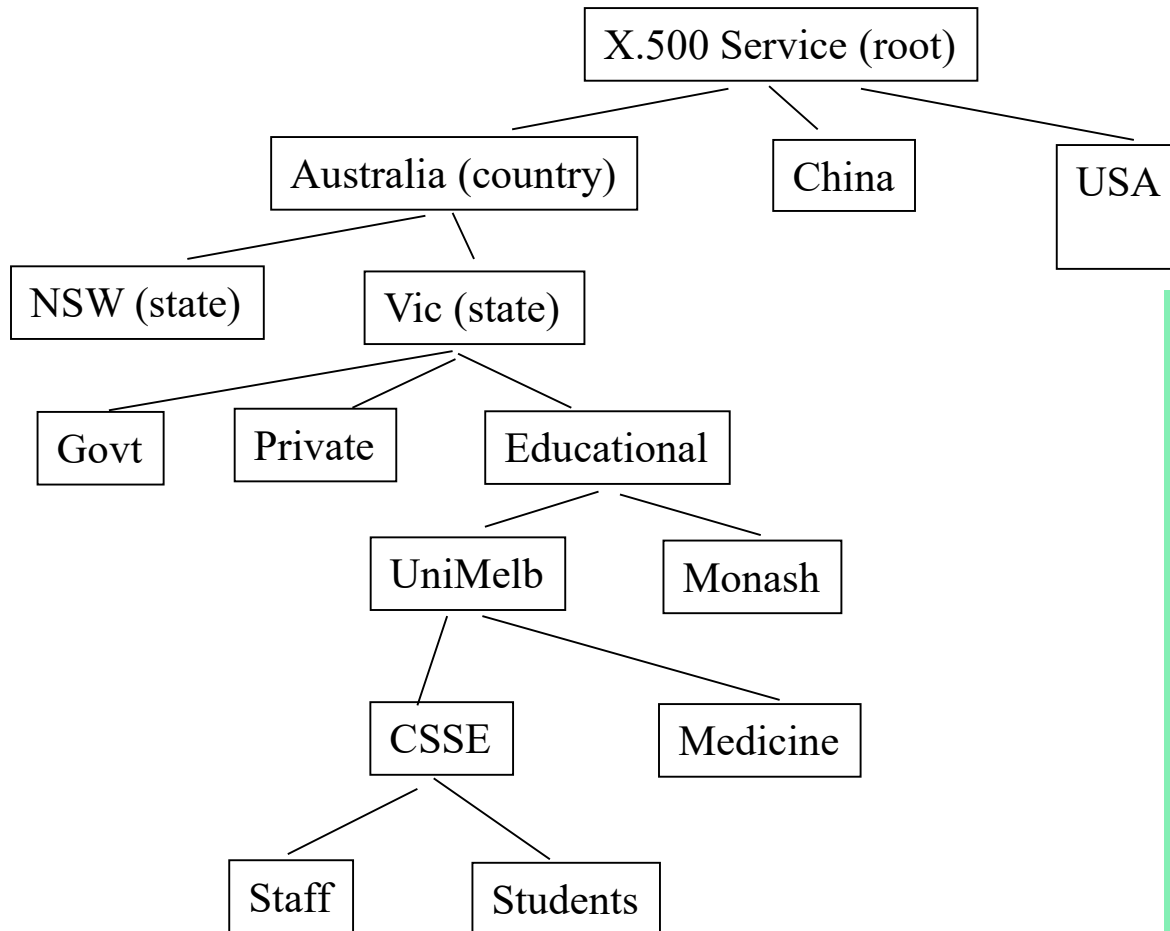 X.500 Service (root)
Australia (country)
China
USA
NSW (state)
Vic (state)
Govt
Private
Educational
UniMelb
Monash
CSSE
Medicine
Staff
Students